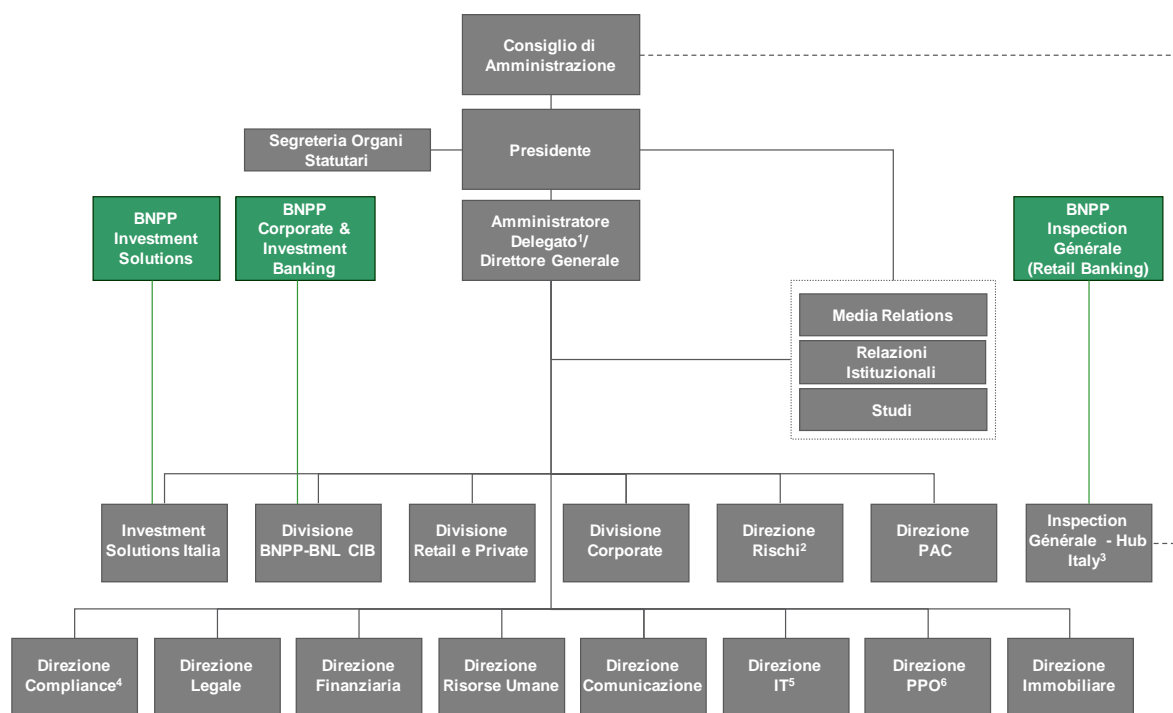 Consiglio di
Amministrazione
Segreteria Organi
Statutari
Presidente
BNPP
Investment
Solutions
BNPP
Corporate &
Investment
Banking
Amministratore
Delegato¹/
Direttore Generale
BNPP
Inspection
Générale
(Retail Banking)
Media Relations
Relazioni
Istituzionali
Studi
Investment
Solutions Italia
Divisione
BNPP-BNL CIB
Divisione
Retail e Private
Divisione
Corporate
Direzione
Rischi²
Direzione
PAC
Inspection
Générale - Hub
Italy³
Direzione
Compliance⁴
Direzione
Legale
Direzione
Finanziaria
Direzione
Risorse Umane
Direzione
Comunicazione
Direzione
IT⁵
Direzione
PPO⁶
Direzione
Immobiliare